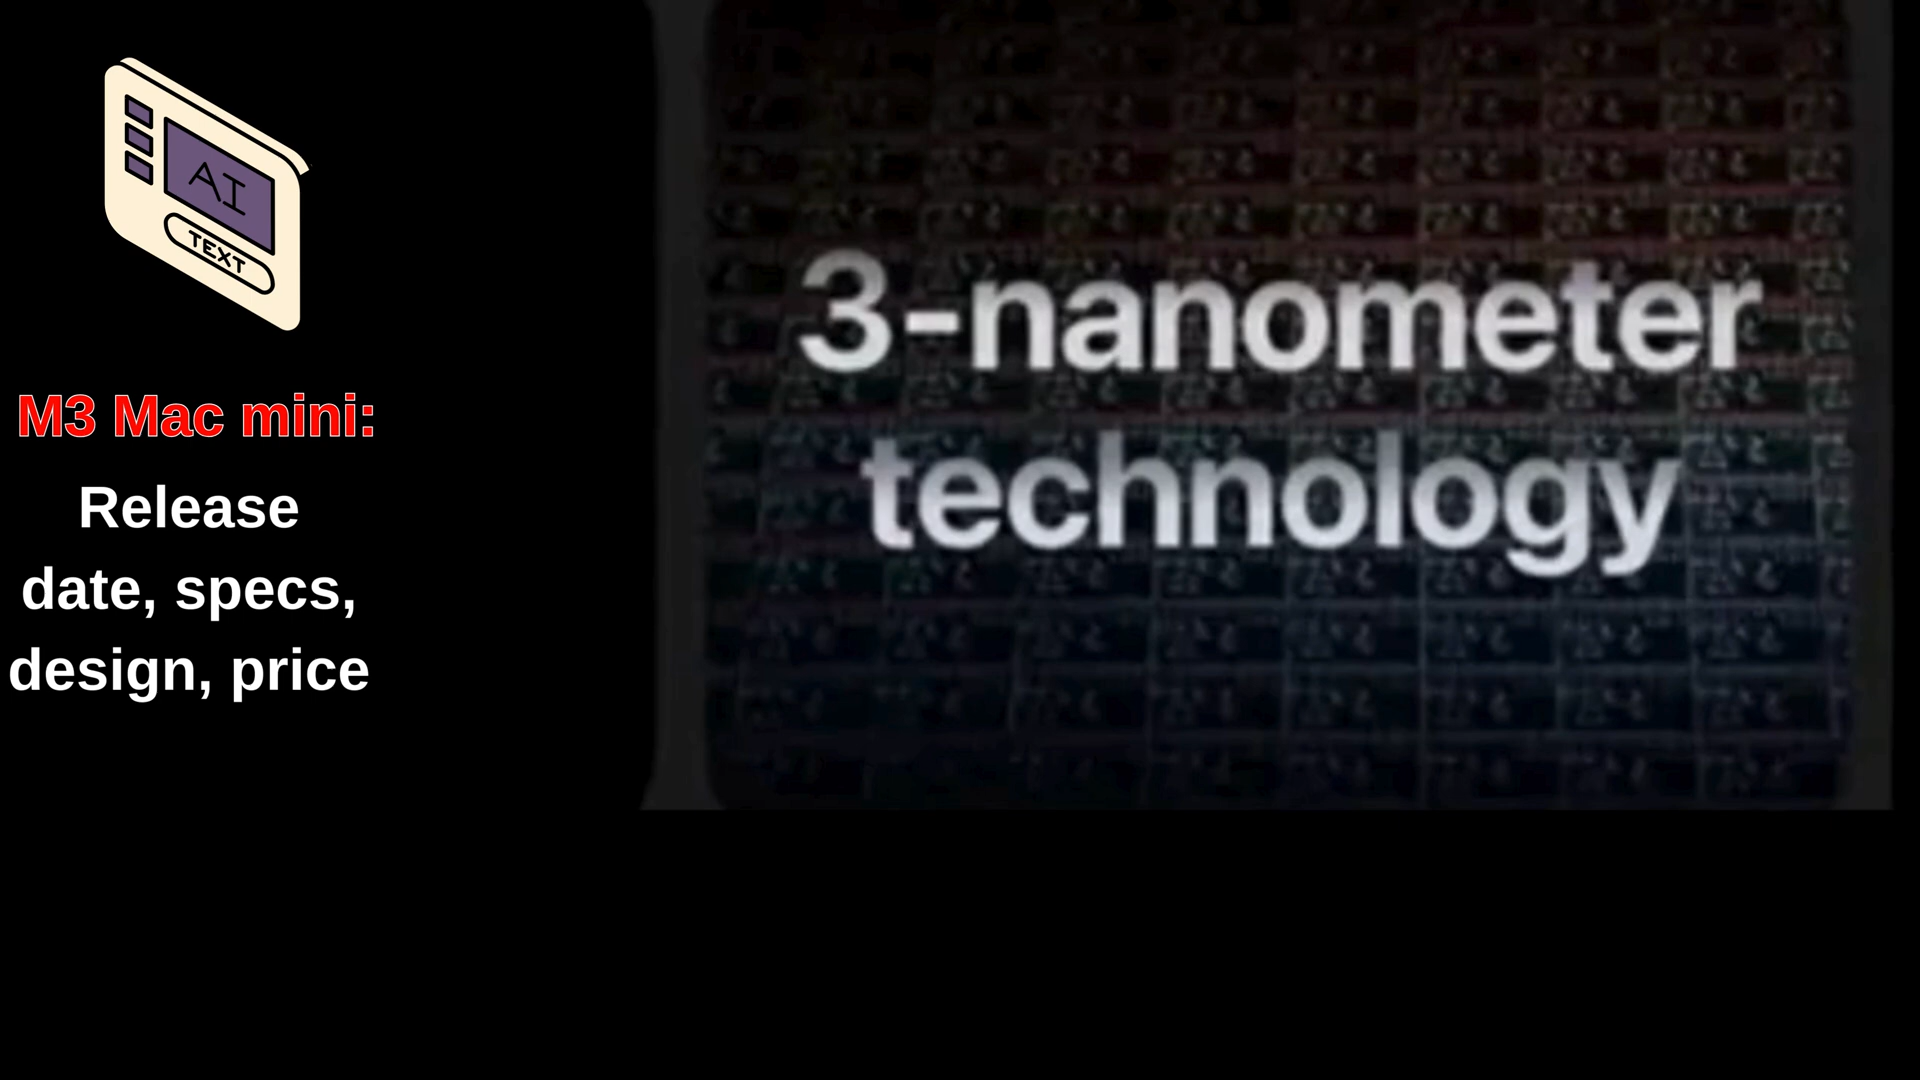 AI
TEXT
M3 Mac mini:
Release
date, specs,
design, price
3-nanometer
technology